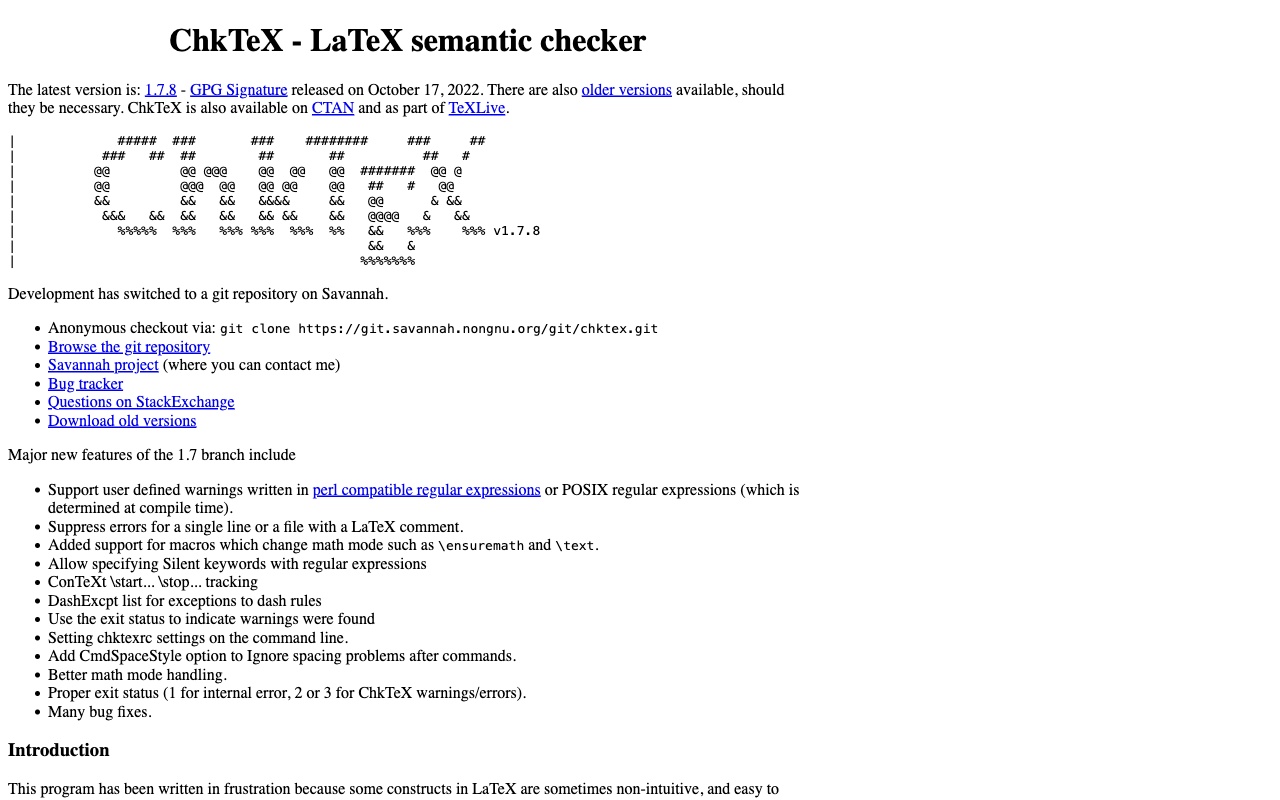 ChkTeX - LaTeX semantic checker
The latest version is: 1.7.8 - GPG Signature released on October 17, 2022. There are also older versions available, should
they be necessary. ChkTeX is also available on CTAN and as part of TeXLive.
|             #####  ###       ###    ########     ###     ##
|           ###   ##  ##        ##       ##          ##   #
|          @@         @@ @@@    @@  @@   @@  #######  @@ @
|          @@         @@@  @@   @@ @@    @@   ##   #   @@
|          &&         &&   &&   &&&&     &&   @@      & &&
|           &&&   &&  &&   &&   && &&    &&   @@@@   &   &&
|             %%%%%  %%%   %%% %%%  %%%  %%   &&   %%%    %%% v1.7.8
|                                             &&   &
|                                            %%%%%%%
Development has switched to a git repository on Savannah.
• Anonymous checkout via: git clone https://git.savannah.nongnu.org/git/chktex.git
• Browse the git repository
• Savannah project (where you can contact me)
• Bug tracker
• Questions on StackExchange
• Download old versions
Major new features of the 1.7 branch include
• Support user defined warnings written in perl compatible regular expressions or POSIX regular expressions (which is
determined at compile time).
• Suppress errors for a single line or a file with a LaTeX comment.
• Added support for macros which change math mode such as \ensuremath and \text.
• Allow specifying Silent keywords with regular expressions
• ConTeXt \start... \stop... tracking
• DashExcpt list for exceptions to dash rules
• Use the exit status to indicate warnings were found
• Setting chktexrc settings on the command line.
• Add CmdSpaceStyle option to Ignore spacing problems after commands.
• Better math mode handling.
• Proper exit status (1 for internal error, 2 or 3 for ChkTeX warnings/errors).
• Many bug fixes.
Introduction
This program has been written in frustration because some constructs in LaTeX are sometimes non-intuitive, and easy to